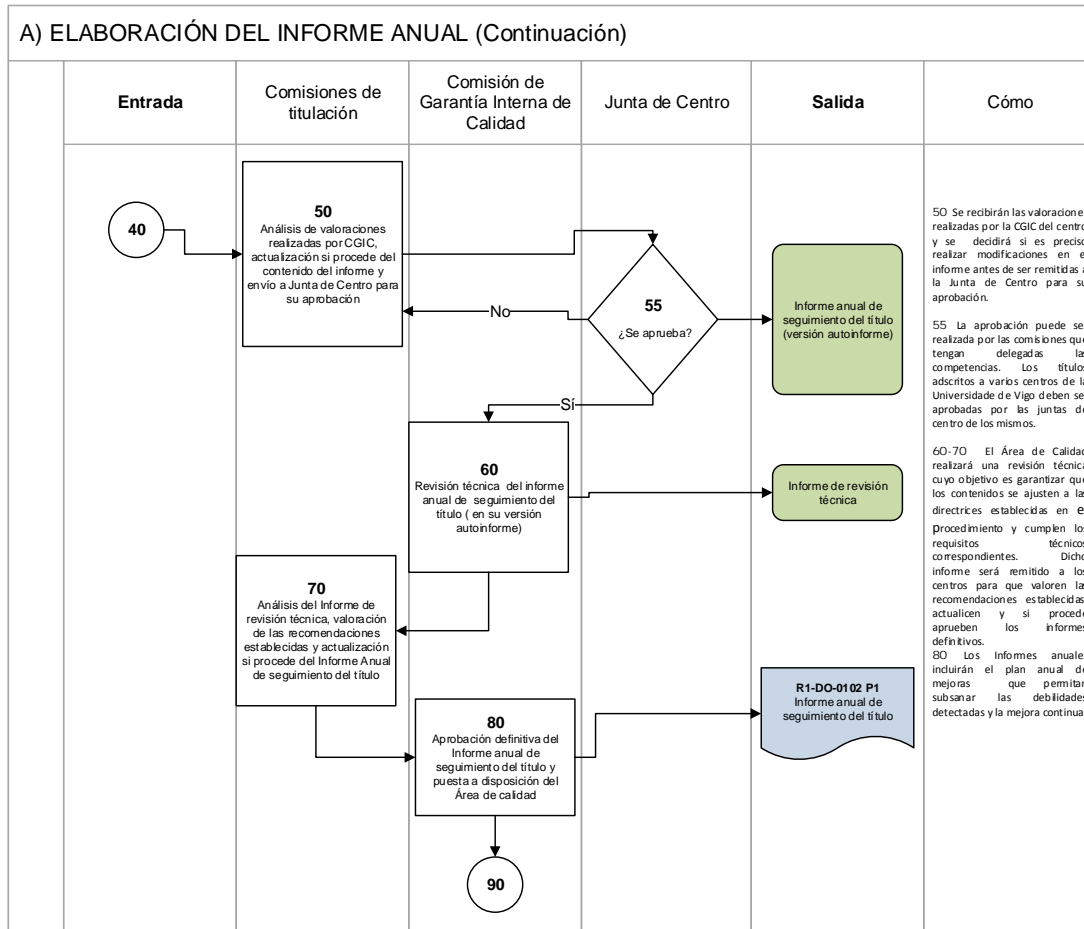 A) ELABORACIÓN DEL INFORME ANUAL (Continuación)
Entrada
Comisiones de
titulación
Comisión de
Garantía Interna de
Calidad
Junta de Centro
Salida
Cómo
40
50
Análisis de valoraciones
realizadas por CGIC,
actualización si procede del
contenido del informe y
envío a Junta de Centro para
su aprobación
55
¿Se aprueba?
No
Sí
Informe anual de
seguimiento del título
(versión autoinforme)
60
Revisión técnica del informe
anual de seguimiento del
título ( en su versión
autoinforme)
Informe de revisión
técnica
70
Análisis del Informe de
revisión técnica, valoración
de las recomendaciones
establecidas y actualización
si procede del Informe Anual
de seguimiento del título
80
Aprobación definitiva del
Informe anual de
seguimiento del título y
puesta a disposición del
Área de calidad
R1-DO-0102 P1
Informe anual de
seguimiento del título
90
50 Se recibirán las valoracione
realizadas por la CGIC del centro
y se decidirá si es preciso
realizar modificaciones en e
informe antes de ser remitidas a
la Junta de Centro para su
aprobación.
55 La aprobación puede se
realizada por las comisiones que
tengan delegadas las
competencias. Los títulos
adscritos a varios centros de la
Universidade de Vigo deben se
aprobadas por las juntas de
centro de los mismos.
60-70 El Área de Calidad
realizará una revisión técnica
cuyo objetivo es garantizar que
los contenidos se ajusten a las
directrices establecidas en e
procedimiento y cumplen los
requisitos técnicos
correspondientes. Dicho
informe será remitido a los
centros para que valoren las
recomendaciones establecidas
actualicen y si procede
aprueben los informes
definitivos.
80 Los Informes anuales
incluirán el plan anual de
mejoras que permitan
subsanar las debilidades
detectadas y la mejora continua